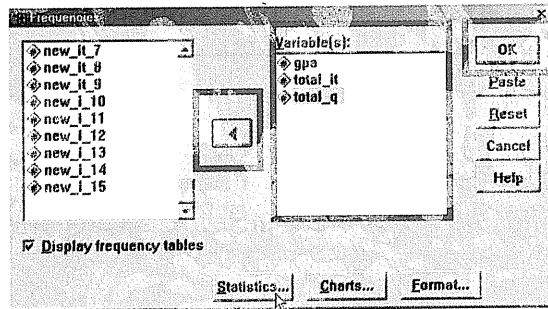 Frequencies
new_it_7
new_it_8
new_it_9
new_i_10
new_i_11
new_i_12
new_i_13
new_i_14
new_i_15
Variable(s):
gpa
total_it
total_q
OK
Paste
Reset
Cancel
Help
Display frequency tables
Statistics...
Charts...
Format...